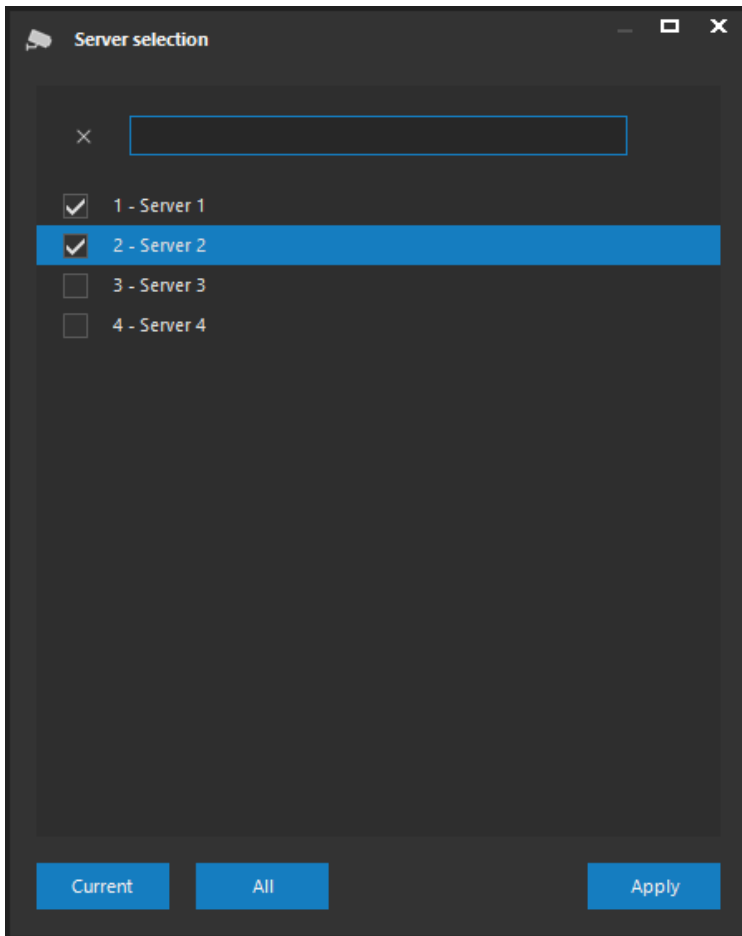 Server selection
1 - Server 1
2 - Server 2
3 - Server 3
4 - Server 4
Current All Apply